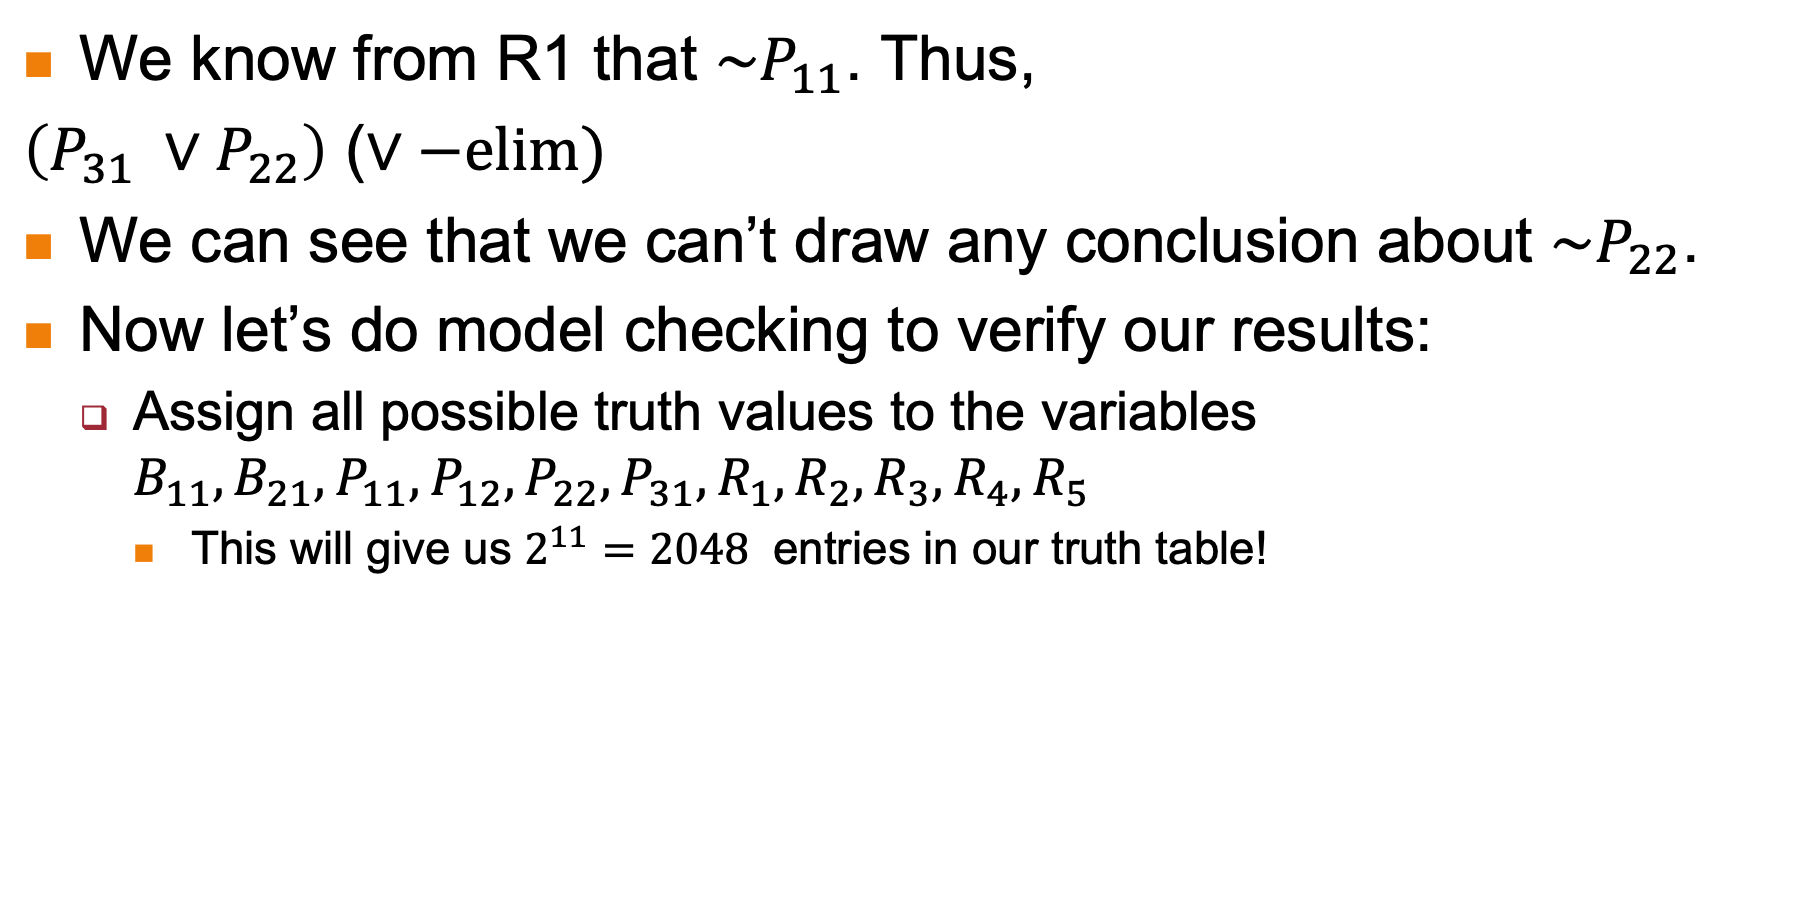 We know from R1 that ~P₁₁. Thus,
(P₃₁ ∨ P₂₂) (∨ −elim)
We can see that we can’t draw any conclusion about ~P₂₂.
Now let’s do model checking to verify our results:
Assign all possible truth values to the variables
B₁₁, B₂₁, P₁₁, P₁₂, P₂₂, P₃₁, R₁, R₂, R₃, R₄, R₅
This will give us 2¹¹ = 2048 entries in our truth table!